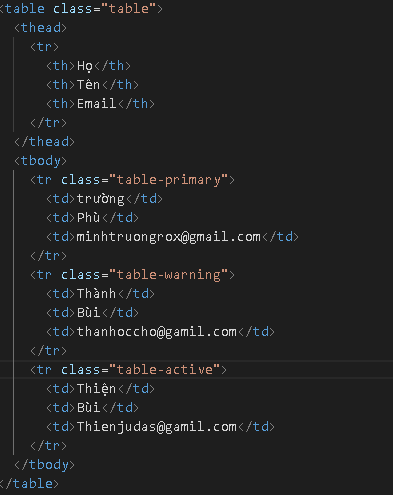 <table class="table">
<thead>
<tr>
<th>Họ</th>
<th>Tên</th>
<th>Email</th>
</tr>
</thead>
<tbody>
<tr class="table-primary">
<td>trường</td>
<td>Phù</td>
<td>minhtruongrox@gmail.com</td>
</tr>
<tr class="table-warning">
<td>Thành</td>
<td>Bùi</td>
<td>thanhoccho@gamil.com</td>
</tr>
<tr class="table-active">
<td>Thiện</td>
<td>Bùi</td>
<td>Thienjudas@gamil.com</td>
</tr>
</tbody>
</table>